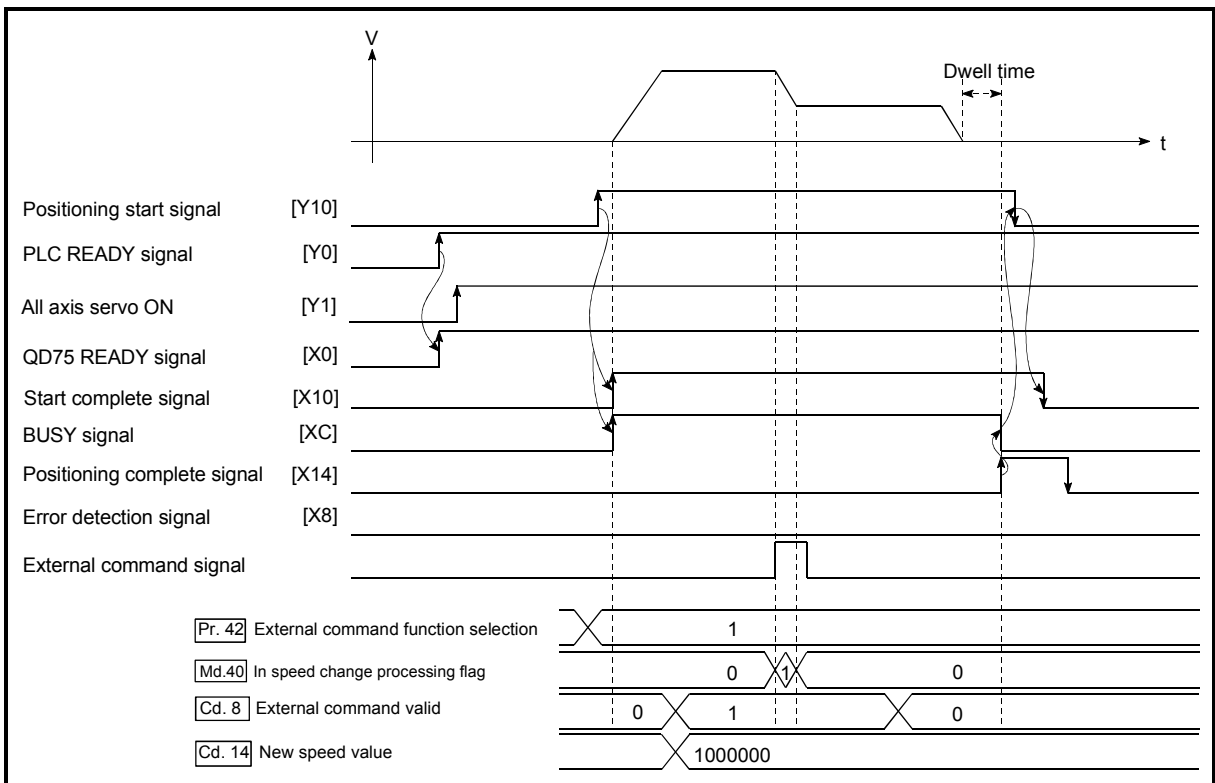 V
Dwell time
t
Positioning start signal [Y10]
PLC READY signal [Y0]
All axis servo ON [Y1]
QD75 READY signal [X0]
Start complete signal [X10]
BUSY signal [XC]
Positioning complete signal [X14]
Error detection signal [X8]
External command signal
Pr. 42 External command function selection 1
Md.40 In speed change processing flag 0 1 0
Cd. 8 External command valid 0 1 0
Cd. 14 New speed value 1000000